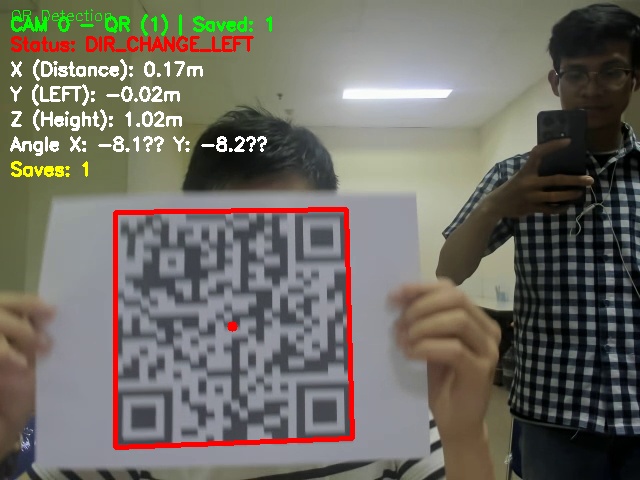 QR Detection
CAM 0 - QR (1) | Saved: 1
Status: DIR_CHANGE_LEFT
X (Distance): 0.17m
Y (LEFT): -0.02m
Z (Height): 1.02m
Angle X: -8.1?? Y: -8.2??
Saves: 1